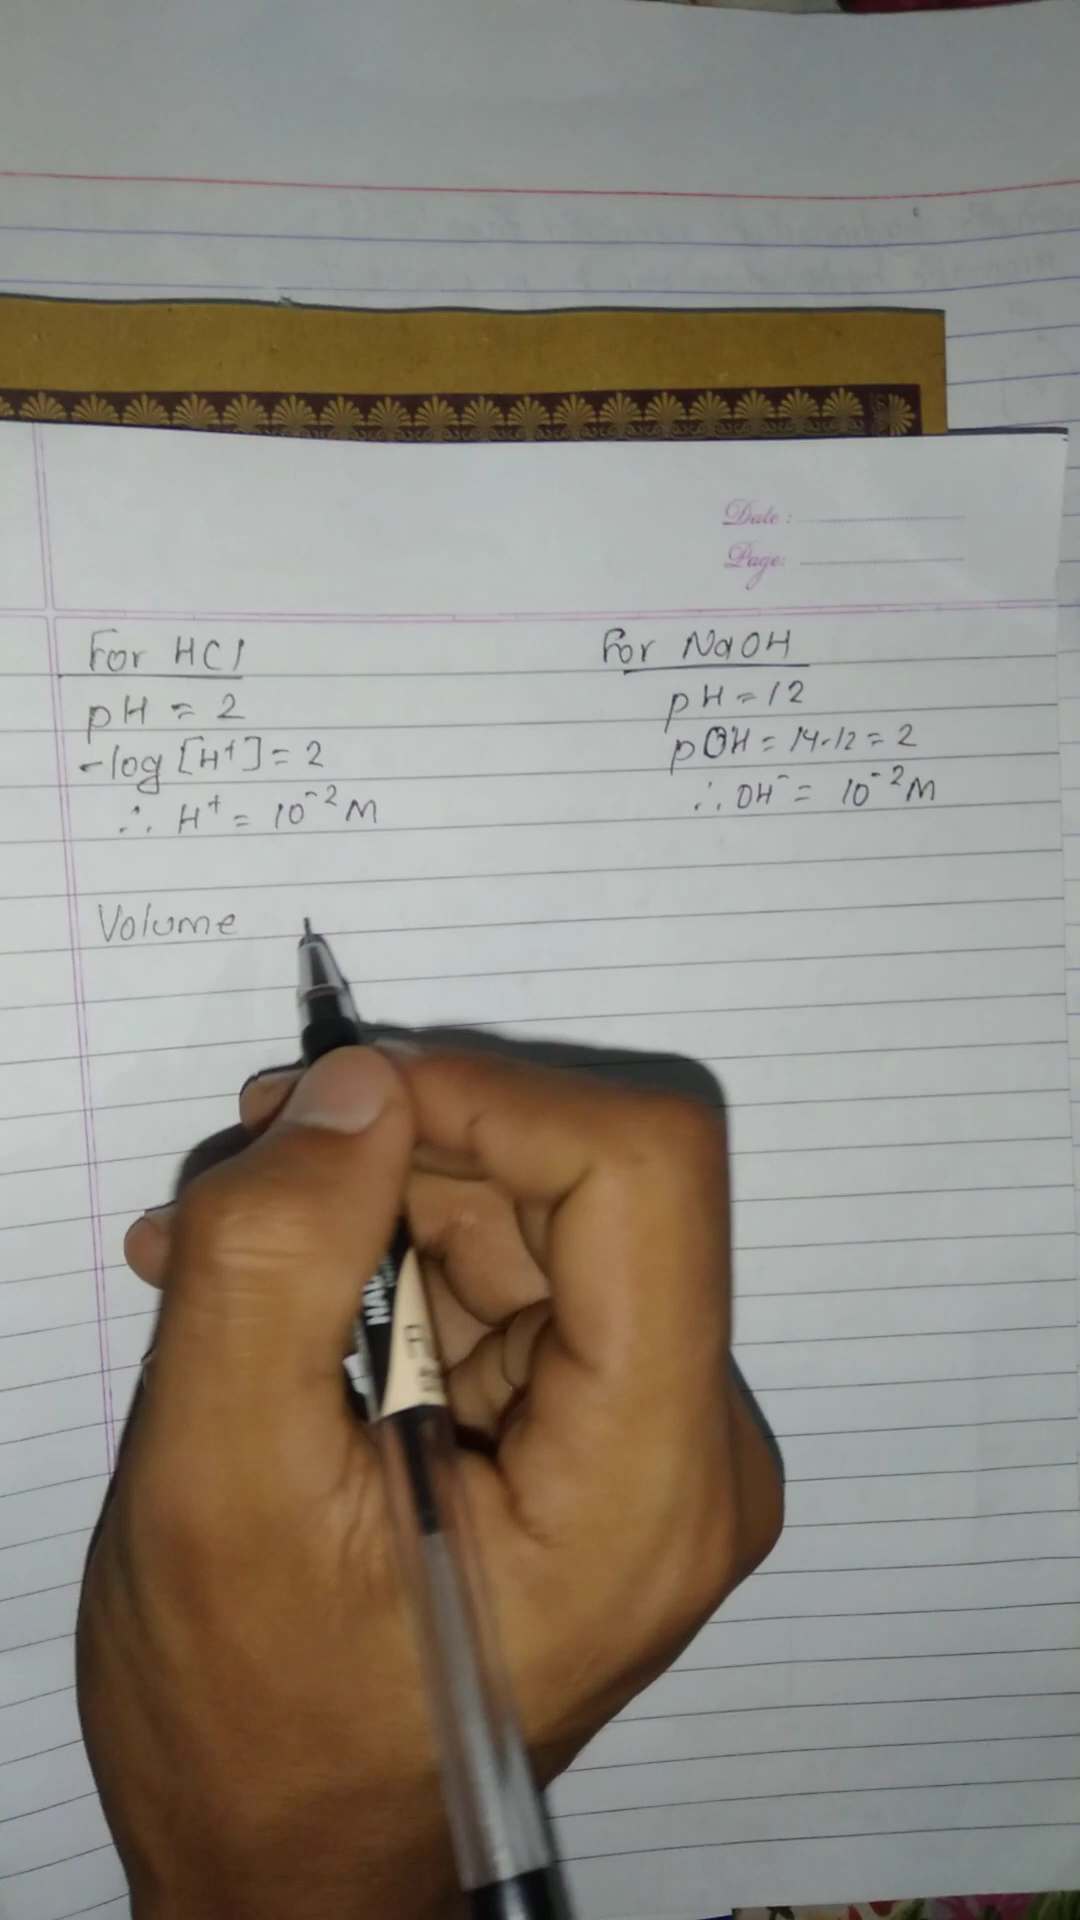 Date :
Page:
For HCl
pH = 2
-log [H⁺] = 2
∴ H⁺ = 10⁻² M
For NaOH
pH = 12
pOH = 14-12 = 2
∴ OH⁻ = 10⁻² M
Volume